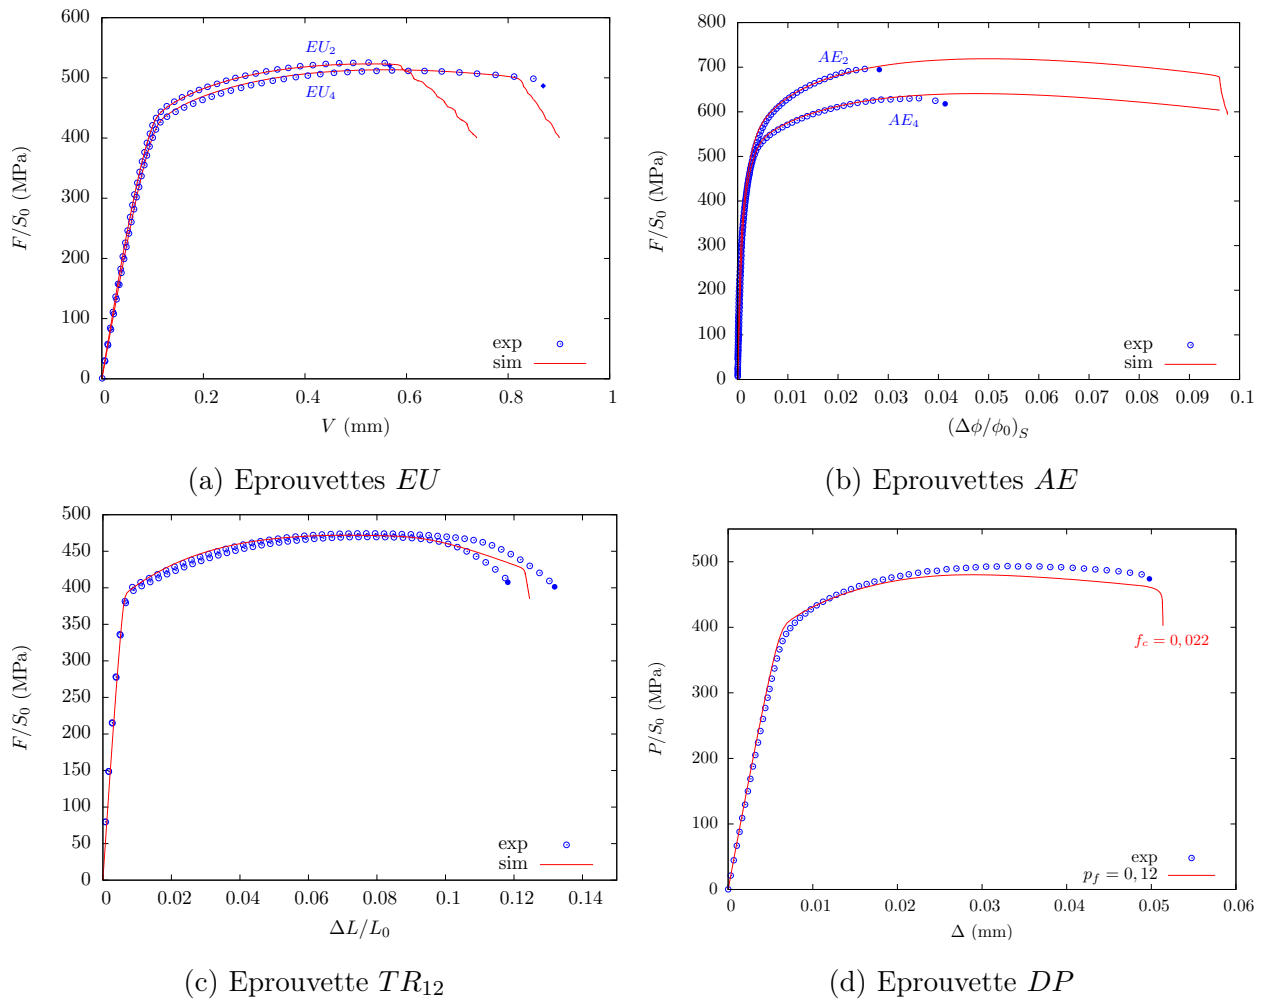 600
500
400
300
200
100
0
0
0.2
0.4
0.6
0.8
1
F/S0 (MPa)
V (mm)
EU2
EU4
exp
sim
(a) Eprouvettes EU
800
700
600
500
400
300
200
100
0
0
0.01
0.02
0.03
0.04
0.05
0.06
0.07
0.08
0.09
0.1
F/S0 (MPa)
(Δϕ/ϕ0)S
AE2
AE4
exp
sim
(b) Eprouvettes AE
500
450
400
350
300
250
200
150
100
50
0
0
0.02
0.04
0.06
0.08
0.1
0.12
0.14
F/S0 (MPa)
ΔL/L0
exp
sim
(c) Eprouvette TR12
500
400
300
200
100
0
0
0.01
0.02
0.03
0.04
0.05
0.06
P/S0 (MPa)
Δ (mm)
fc = 0, 022
exp
pf = 0, 12
(d) Eprouvette DP